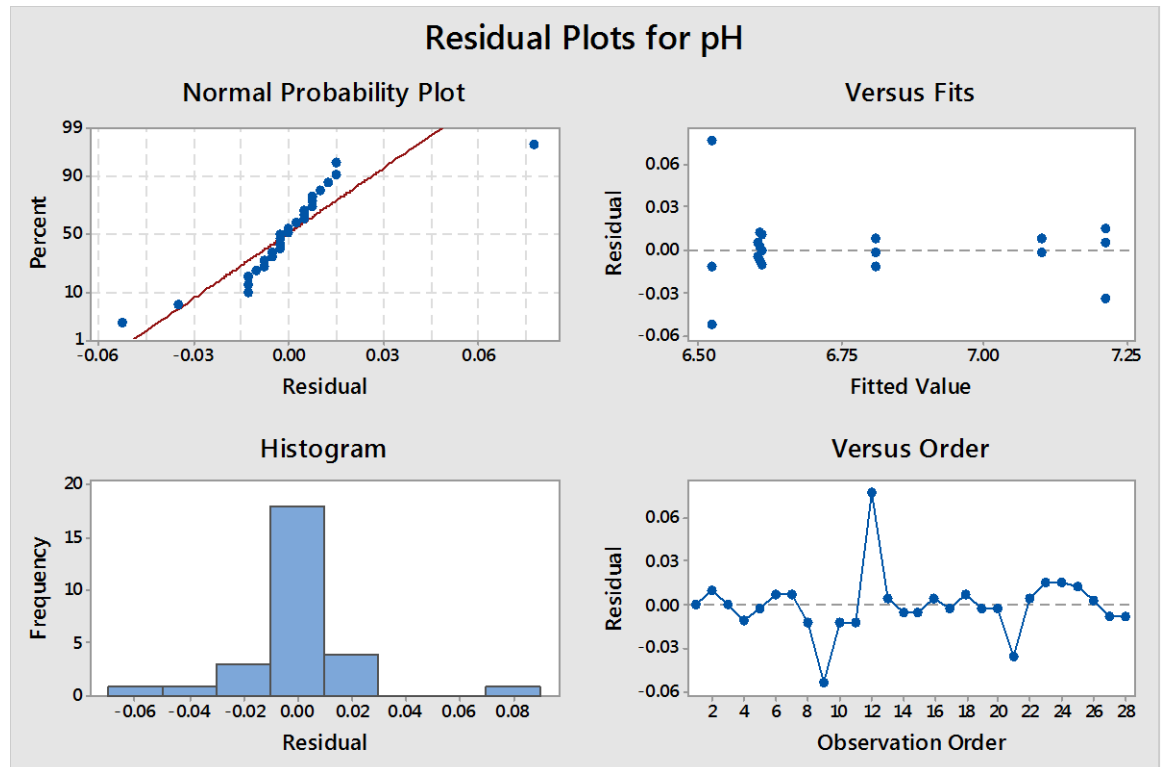 Residual Plots for pH
Normal Probability Plot
99
90
50
10
1
Percent
-0.06 -0.03 0.00 0.03 0.06
Residual
Versus Fits
0.06
0.03
0.00
-0.03
-0.06
Residual
6.50 6.75 7.00 7.25
Fitted Value
Histogram
20
15
10
5
0
Frequency
-0.06 -0.04 -0.02 0.00 0.02 0.04 0.06 0.08
Residual
Versus Order
0.06
0.03
0.00
-0.03
-0.06
Residual
2 4 6 8 10 12 14 16 18 20 22 24 26 28
Observation Order